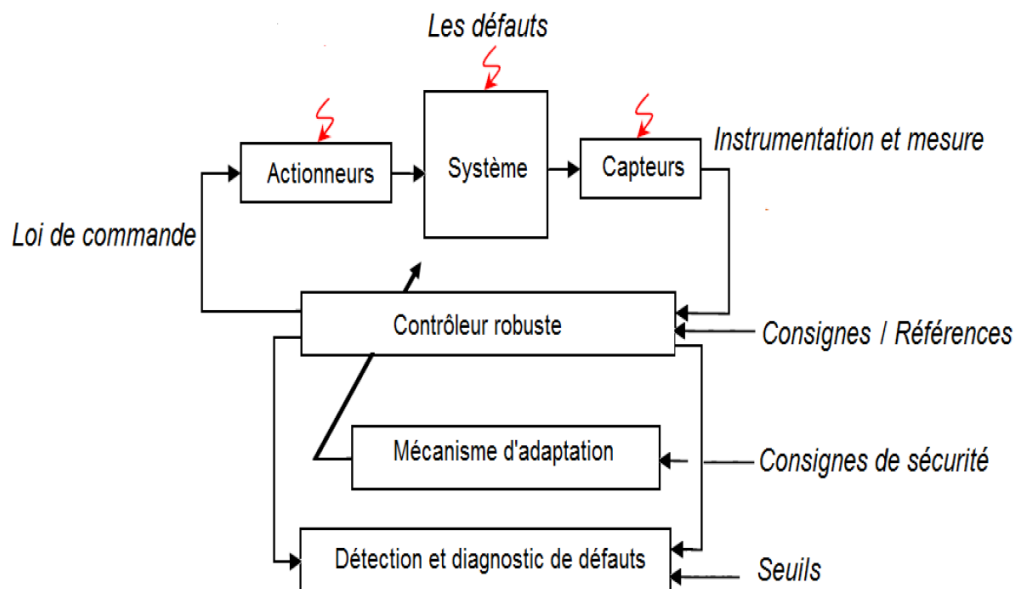 Les défauts
Actionneurs
Système
Capteurs
Instrumentation et mesure
Loi de commande
Contrôleur robuste
Consignes / Références
Mécanisme d'adaptation
Consignes de sécurité
Détection et diagnostic de défauts
Seuils